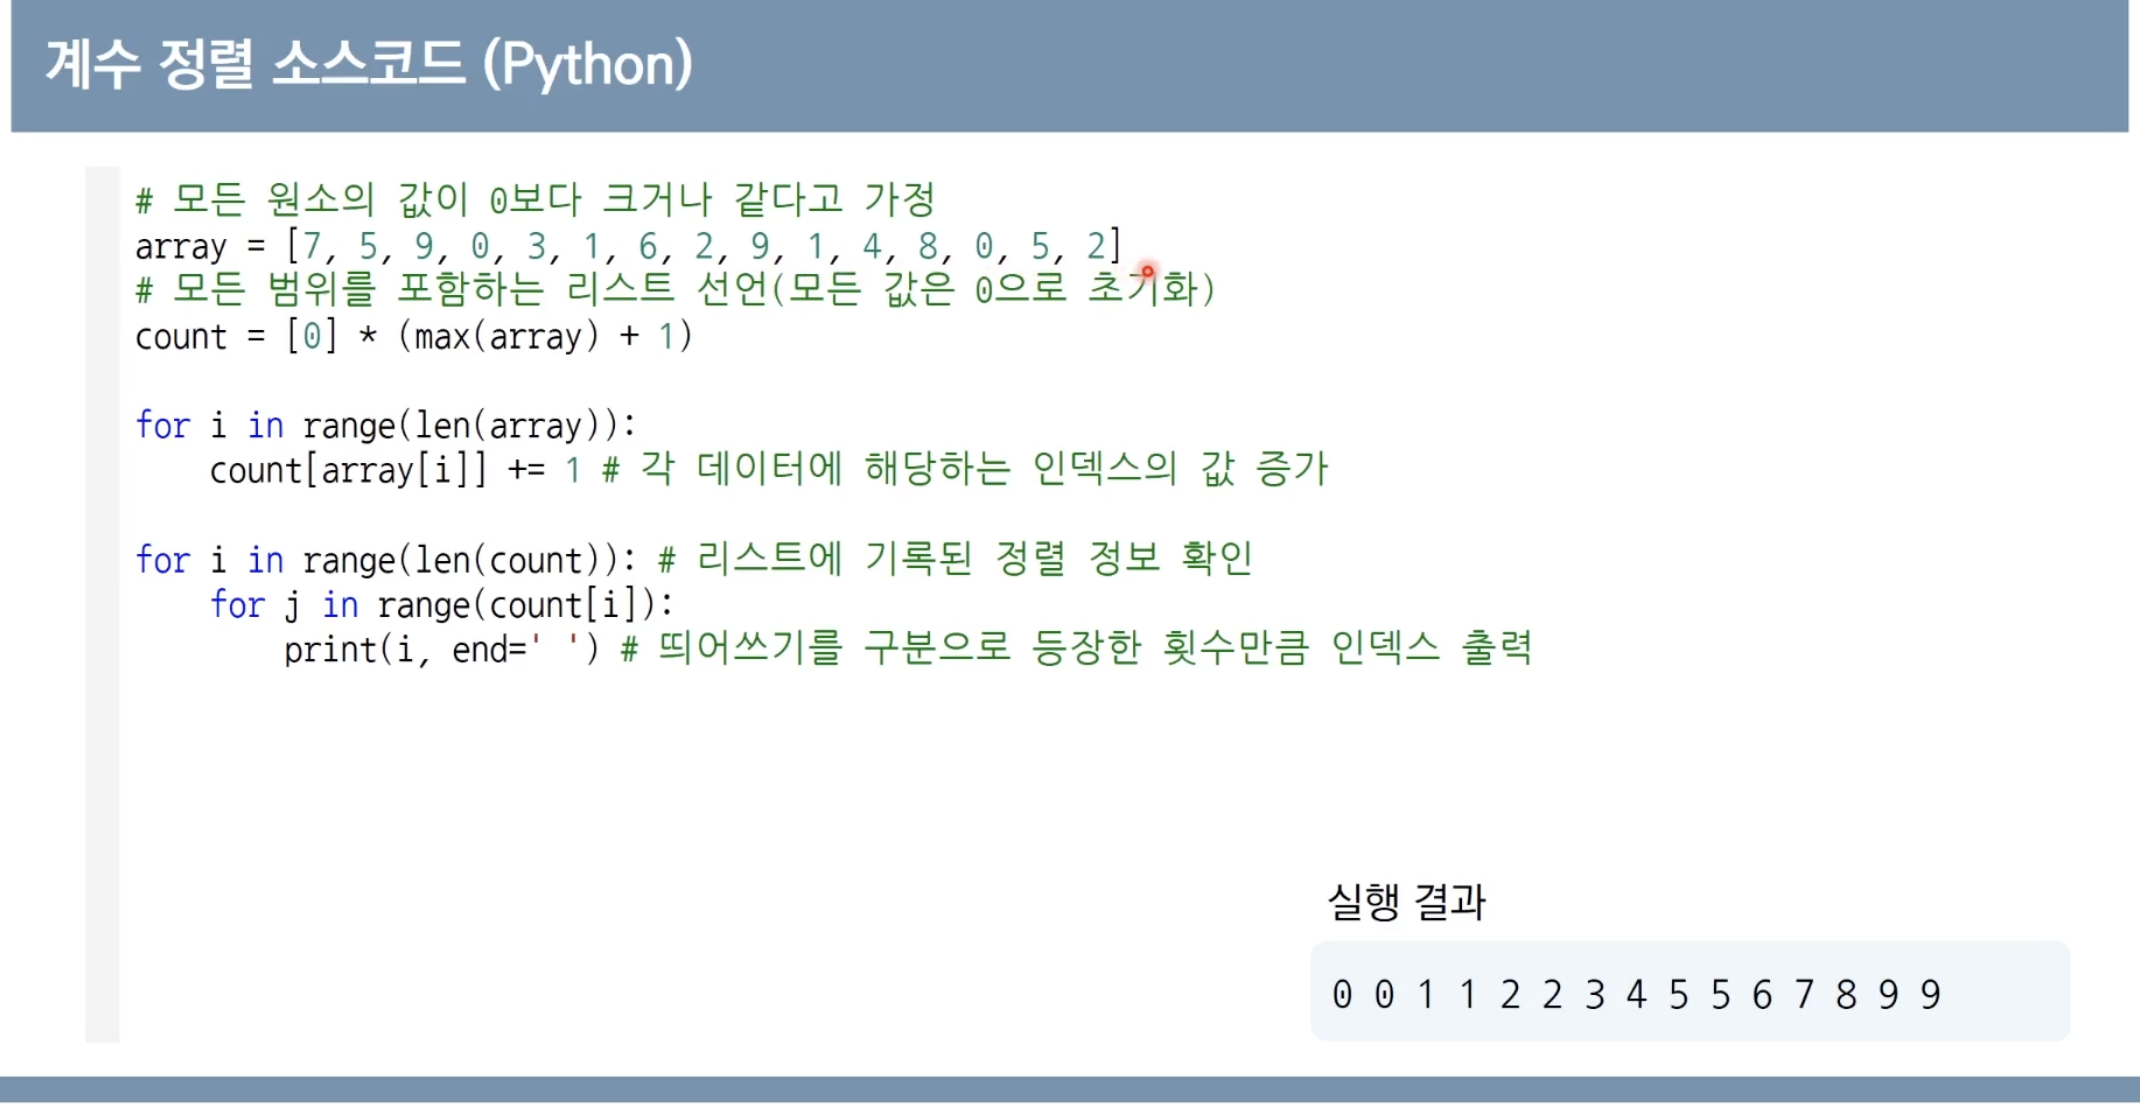 계수 정렬 소스코드 (Python)
# 모든 원소의 값이 0보다 크거나 같다고 가정
array = [7, 5, 9, 0, 3, 1, 6, 2, 9, 1, 4, 8, 0, 5, 2]
# 모든 범위를 포함하는 리스트 선언(모든 값은 0으로 초기화)
count = [0] * (max(array) + 1)
for i in range(len(array)):
    count[array[i]] += 1 # 각 데이터에 해당하는 인덱스의 값 증가
for i in range(len(count)): # 리스트에 기록된 정렬 정보 확인
    for j in range(count[i]):
        print(i, end=' ') # 띄어쓰기를 구분으로 등장한 횟수만큼 인덱스 출력
실행 결과
0 0 1 1 2 2 3 4 5 5 6 7 8 9 9